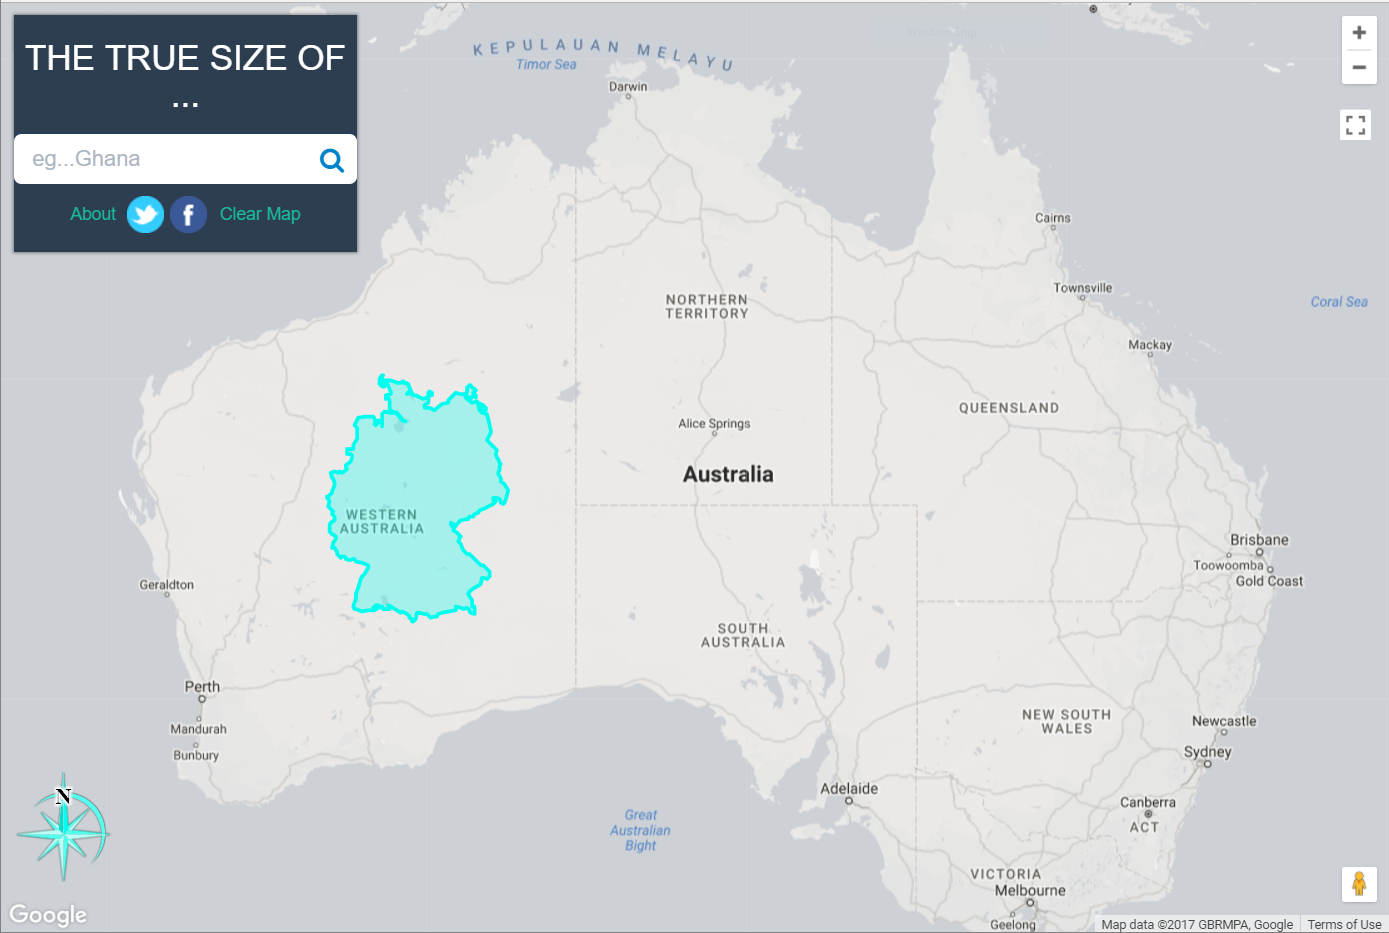 THE TRUE SIZE OF
...
eg...Ghana
About
Clear Map
KEPULAUAN MELAYU
Timor Sea
Darwin
Cairns
Townsville
Coral Sea
NORTHERN
TERRITORY
Mackay
QUEENSLAND
Alice Springs
Australia
WESTERN
AUSTRALIA
Brisbane
Toowoomba
Gold Coast
Geraldton
SOUTH
AUSTRALIA
Perth
Mandurah
Bunbury
NEW SOUTH
WALES
Newcastle
Sydney
Adelaide
Canberra
ACT
N
Great
Australian
Bight
VICTORIA
Melbourne
Geelong
Google
Map data ©2017 GBRMPA, Google
Terms of Use